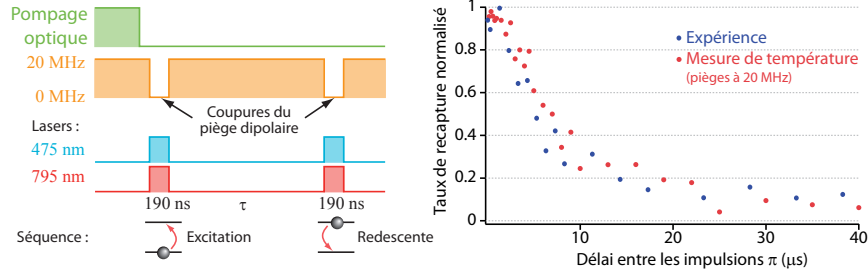 Pompage
optique
20 MHz
0 MHz
Coupures du
piège dipolaire
Lasers :
475 nm
795 nm
190 ns
τ
190 ns
Séquence :
Excitation
Redescente
Taux de recapture normalisé
1
0.8
0.6
0.4
0.2
0
Expérience
Mesure de température
(pièges à 20 MHz)
10
20
30
40
Délai entre les impulsions π (μs)